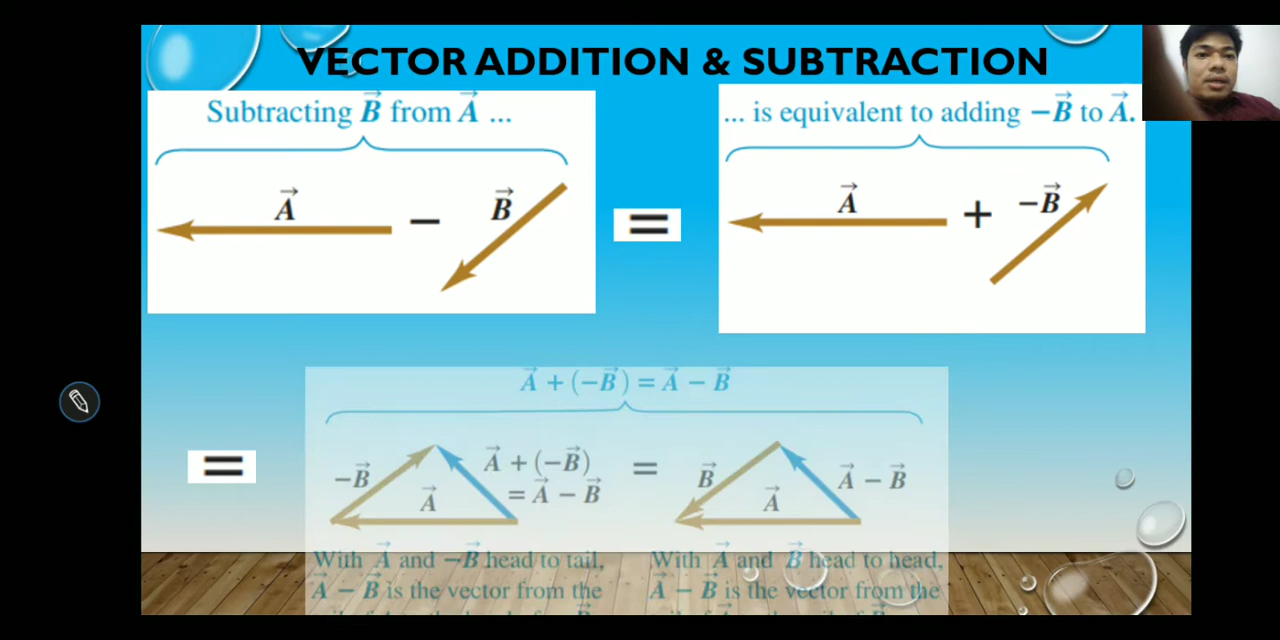 VECTOR ADDITION & SUBTRACTION
Subtracting B⃗ from A⃗ ...
A⃗ − B⃗
=
... is equivalent to adding −B⃗ to A⃗.
A⃗ + −B⃗
=
A⃗ + (−B⃗) = A⃗ − B⃗
−B⃗
A⃗
A⃗ + (−B⃗)
= A⃗ − B⃗
=
B⃗
A⃗
A⃗ − B⃗
With A⃗ and −B⃗ head to tail,
A⃗ − B⃗ is the vector from the
With A⃗ and B⃗ head to head,
A⃗ − B⃗ is the vector from the